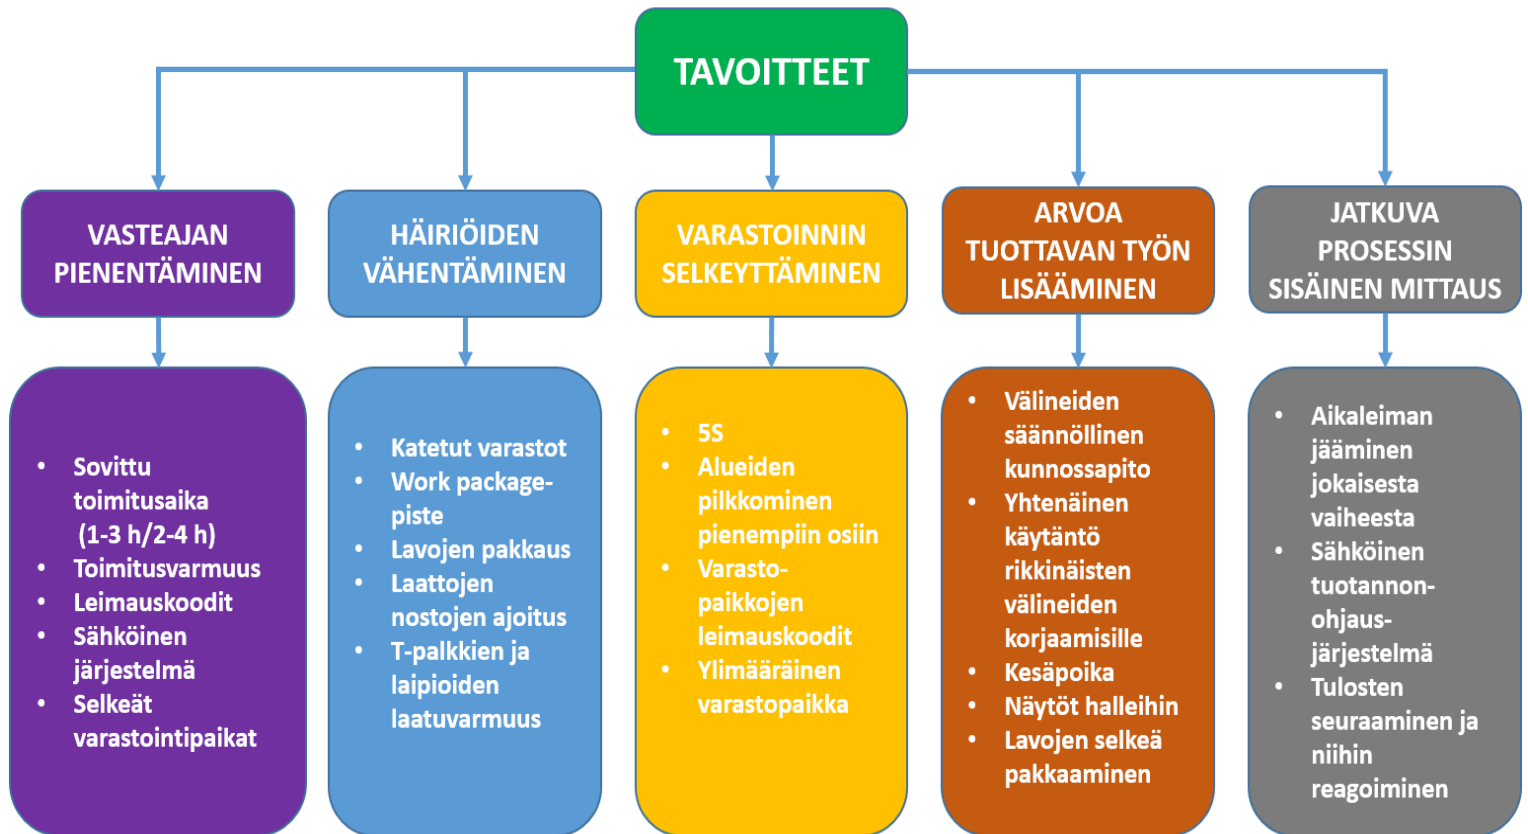 TAVOITTEET
VASTEAJAN
PIENENTÄMINEN
HÄIRIÖIDEN
VÄHENTÄMINEN
VARASTOINNIN
SELKEYTTÄMINEN
ARVOA
TUOTTAVAN TYÖN
LISÄÄMINEN
JATKUVA
PROSESSIN
SISÄINEN MITTAUS
• Sovittu
toimitusaika
(1-3 h/2-4 h)
• Toimitusvarmuus
• Leimauskoodit
• Sähköinen
järjestelmä
• Selkeät
varastointipaikat
• Katetut varastot
• Work package-
piste
• Lavojen pakkaus
• Laattojen
nostojen ajoitus
• T-palkkien ja
laipioiden
laatuvarmuus
• 5S
• Alueiden
pilkkominen
pienempiin osiin
• Varasto-
paikkojen
leimauskoodit
• Ylimääräinen
varastopaikka
• Välineiden
säännöllinen
kunnossapito
• Yhtenäinen
käytäntö
rikkinäisten
välineiden
korjaamisille
• Kesäpoika
• Näytöt halleihin
• Lavojen selkeä
pakkaaminen
• Aikaleiman
jääminen
jokaisesta
vaiheesta
• Sähköinen
tuotannon-
ohjaus-
järjestelmä
• Tulosten
seuraaminen ja
niihin
reagoiminen